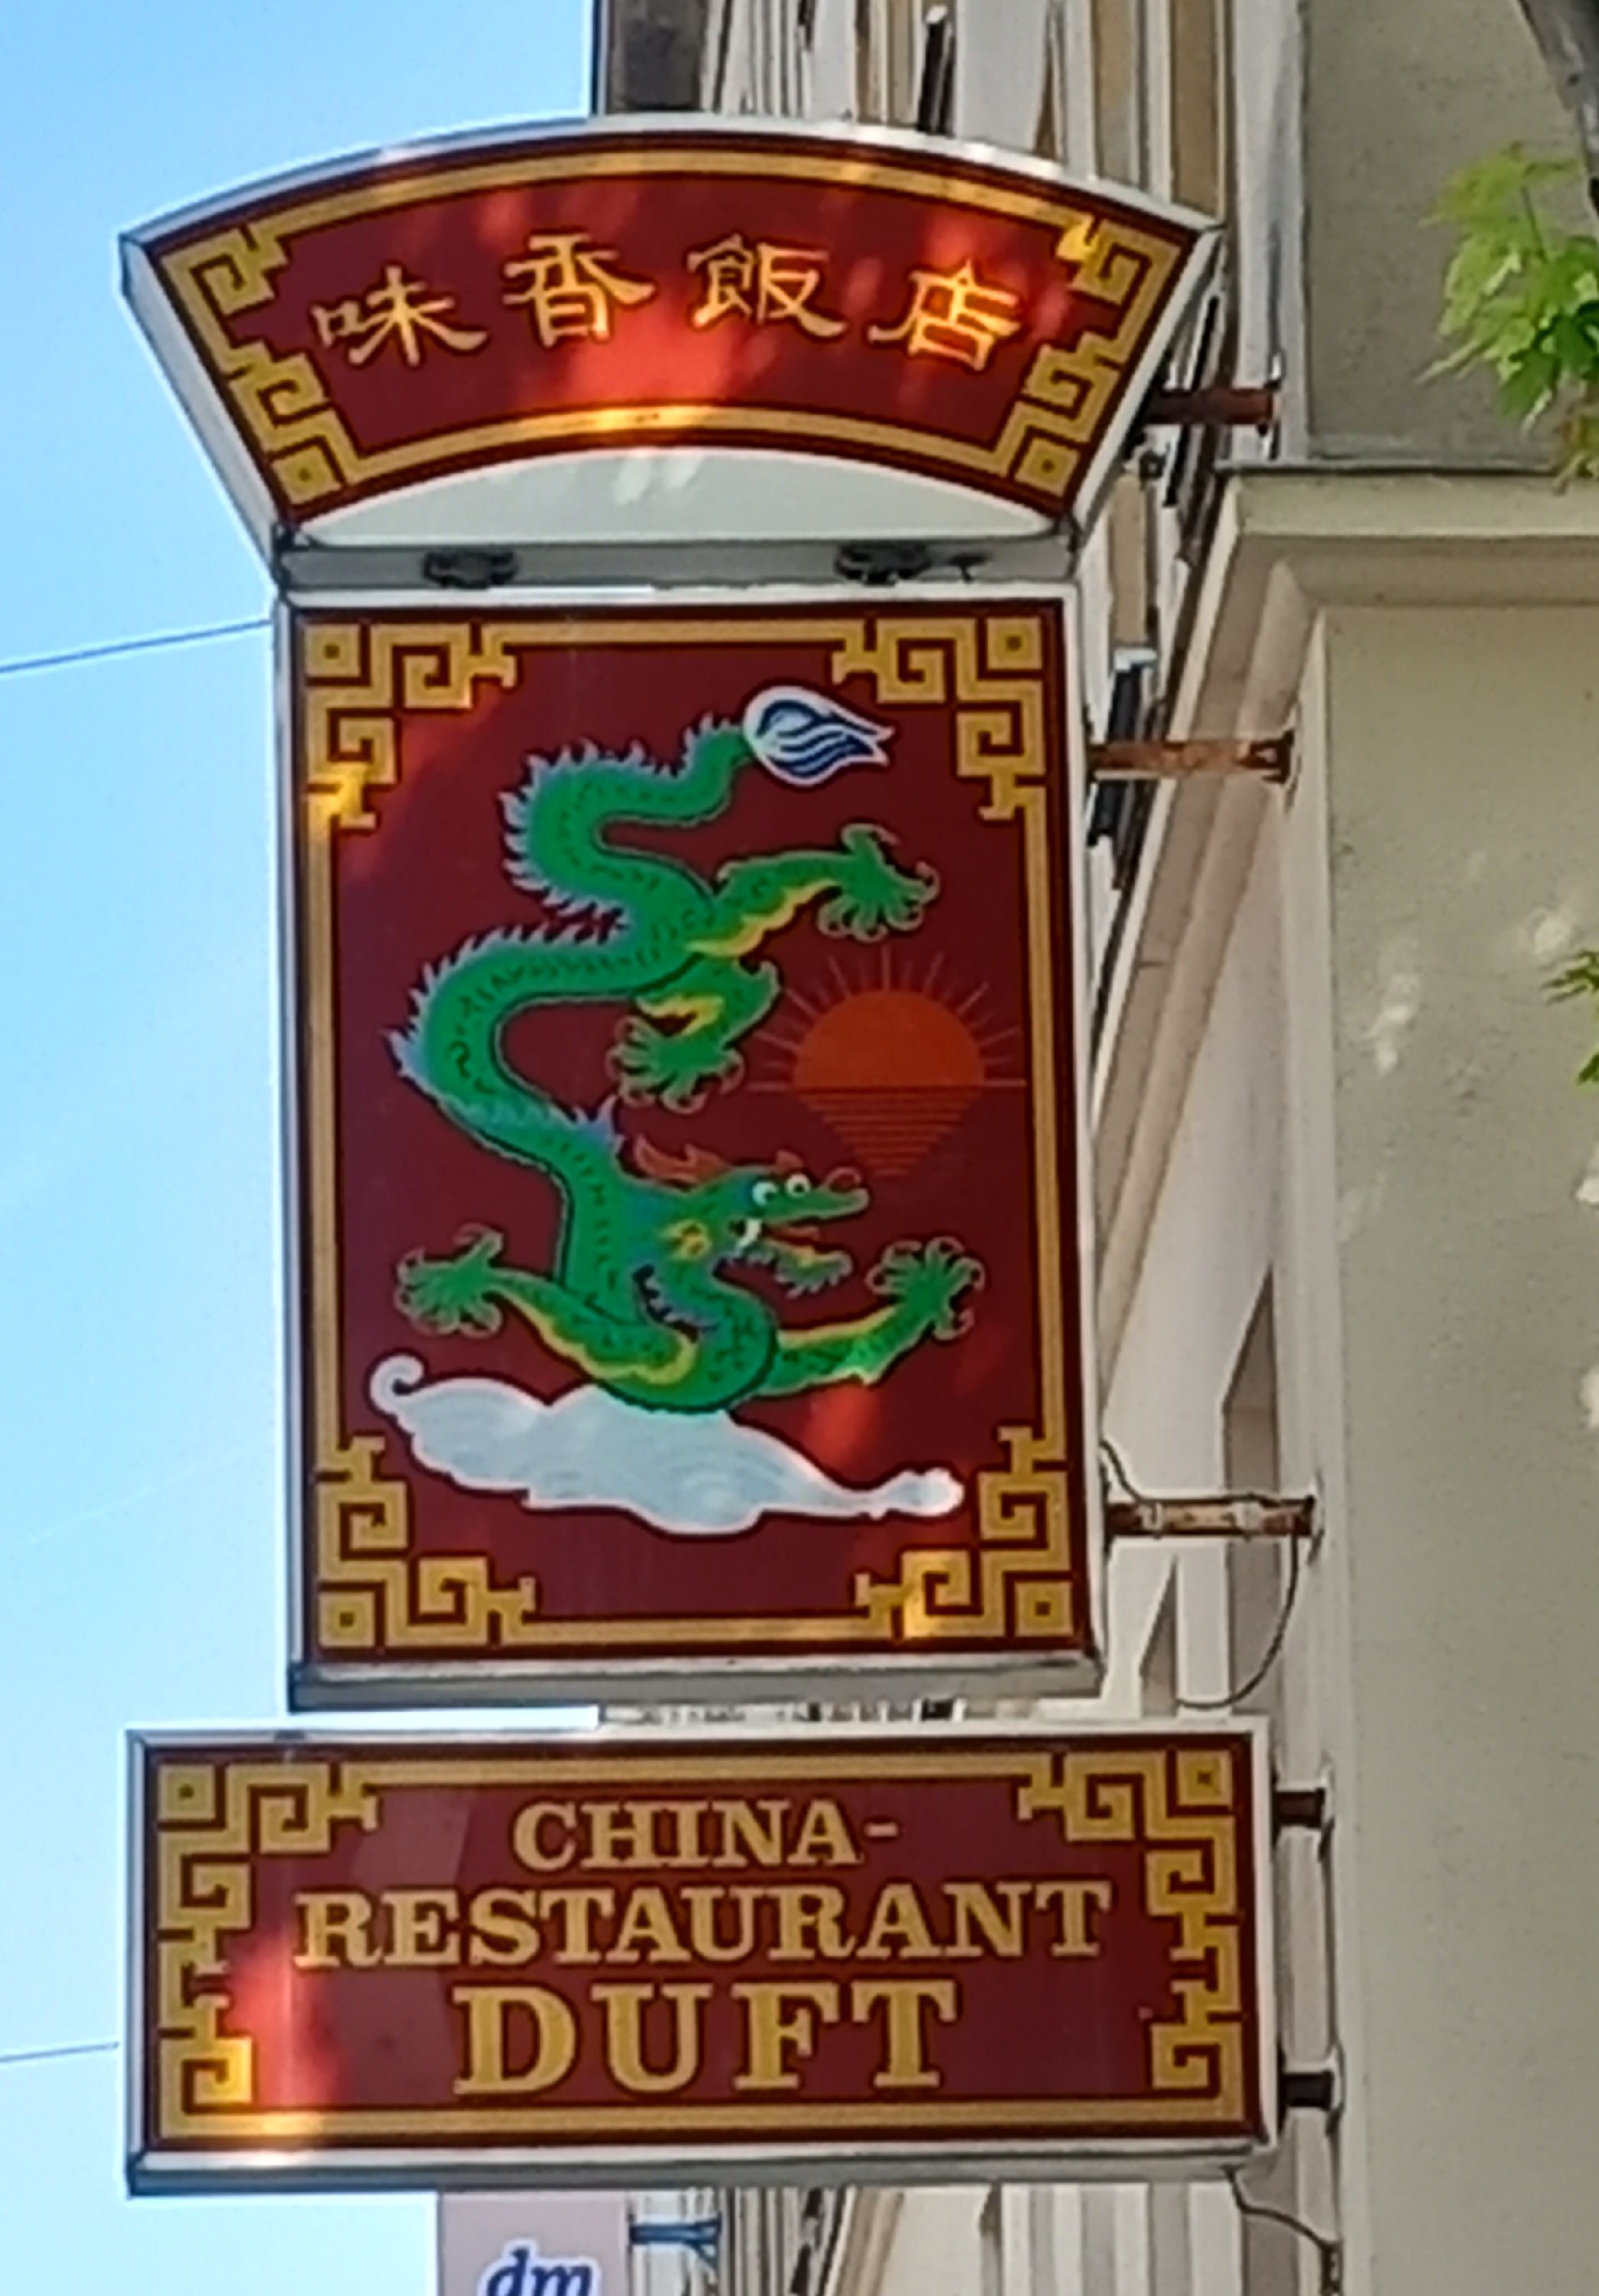 味香飯店
CHINA-
RESTAURANT
DUFT
dm